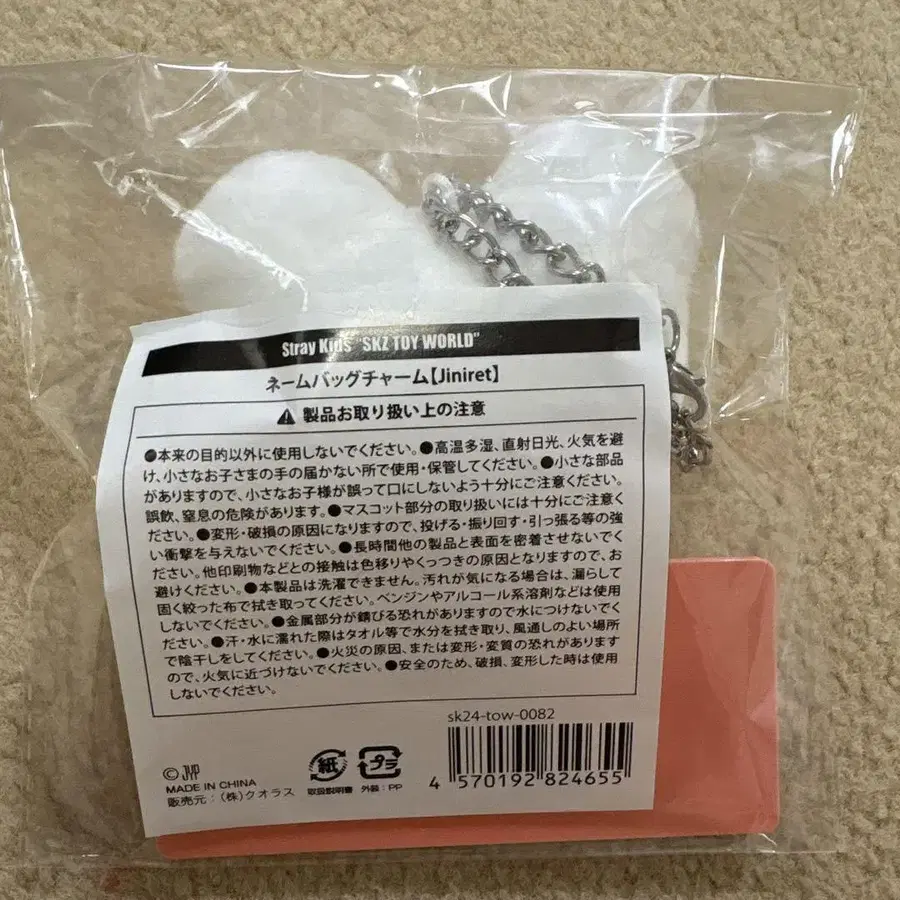 Stray Kids "SKZ TOY WORLD"
ネームバッグチャーム【Jiniret】
製品お取り扱い上の注意
●本来の目的以外に使用しないでください。●高温多湿、直射日光、火気を避
け、小さなお子さまの手の届かない所で使用・保管してください。●小さな部品
がありますので、小さなお子様が誤って口にしないよう十分にご注意ください。
誤飲、窒息の危険があります。●マスコット部分の取り扱いには十分にご注意く
ださい。●変形・破損の原因になりますので、投げる・振り回す・引っ張る等の強
い衝撃を与えないでください。●長時間他の製品と表面を密着させないでく
ださい。他印刷物などとの接触は色移りやくっつきの原因となりますので、お
避けください。●本製品は洗濯できません。汚れが気になる場合は、濡らして
固く絞った布で拭き取ってください。ベンジンやアルコール系溶剤などは使用
しないでください。●金属部分が錆びる恐れがありますので水につけないでく
ださい。●汗・水に濡れた際はタオル等で水分を拭き取り、風通しのよい場所
で陰干しをしてください。●火災の原因、または変形・変質の恐れがあります
ので、火気に近づけないでください。●安全のため、破損、変形した時は使用
しないでください。
sk24-tow-0082
© JYP
MADE IN CHINA
販売元:(株)クオラス
紙
取扱説明書
プラ
外装:PP
4 570192 824655